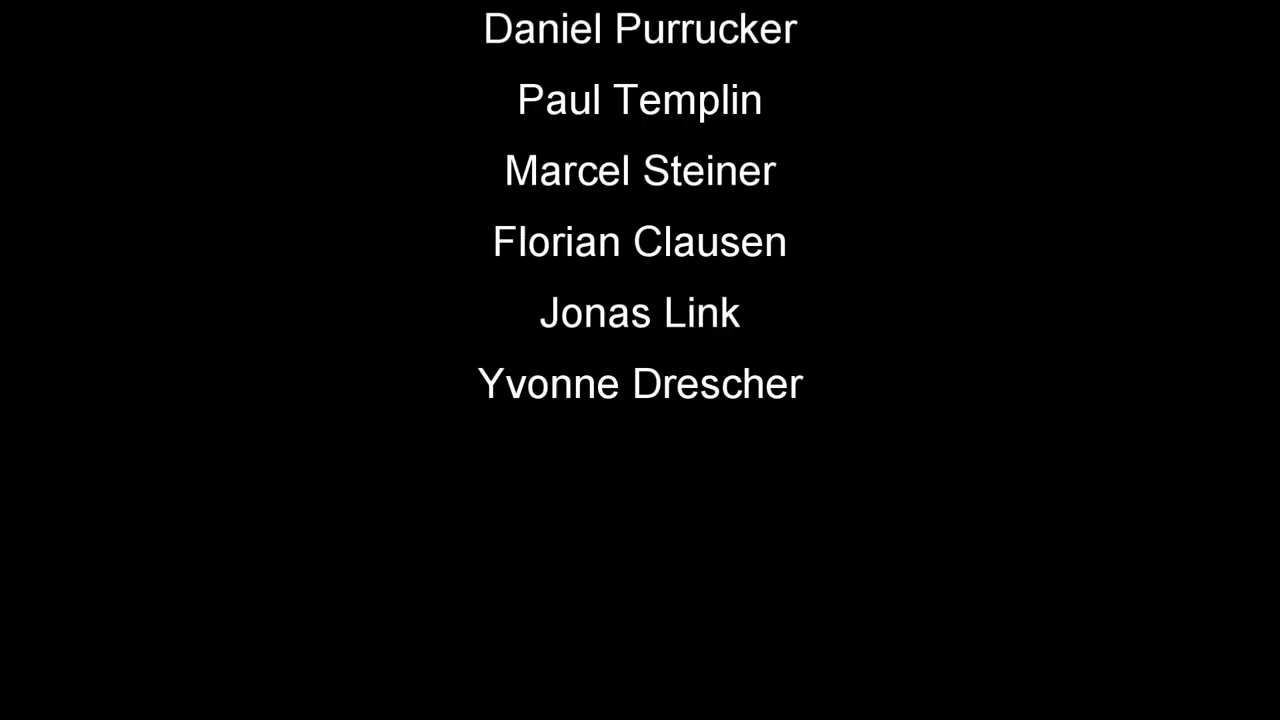 Daniel Purrucker
Paul Templin
Marcel Steiner
Florian Clausen
Jonas Link
Yvonne Drescher